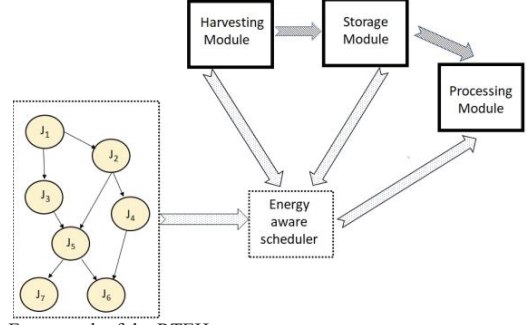 Harvesting
Module
Storage
Module
Processing
Module
J1
J2
J3
J4
J5
J7
J6
Energy
aware
scheduler